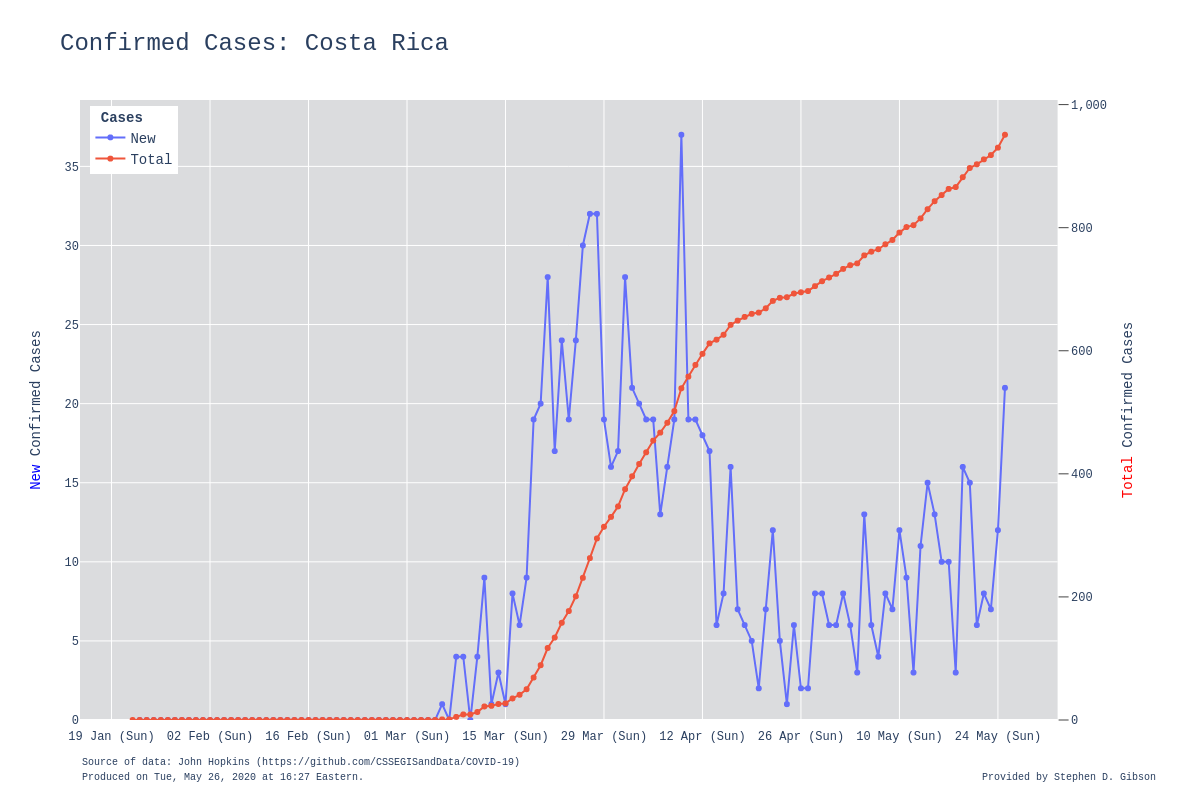 Confirmed Cases: Costa Rica
Cases
New
Total
1,000
800
600
400
200
0
35
30
25
20
15
10
5
0
New Confirmed Cases
Total Confirmed Cases
19 Jan (Sun) 02 Feb (Sun) 16 Feb (Sun) 01 Mar (Sun) 15 Mar (Sun) 29 Mar (Sun) 12 Apr (Sun) 26 Apr (Sun) 10 May (Sun) 24 May (Sun)
Source of data: John Hopkins (https://github.com/CSSEGISandData/COVID-19)
Produced on Tue, May 26, 2020 at 16:27 Eastern.
Provided by Stephen D. Gibson